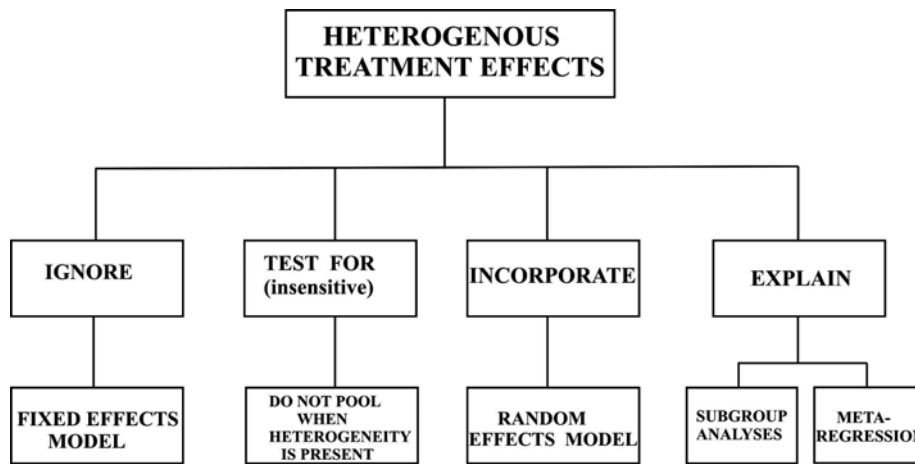 HETEROGENOUS
TREATMENT EFFECTS
IGNORE
TEST FOR
(insensitive)
INCORPORATE
EXPLAIN
FIXED EFFECTS
MODEL
DO NOT POOL
WHEN
HETEROGENEITY
IS PRESENT
RANDOM
EFFECTS MODEL
SUBGROUP
ANALYSES
META-
REGRESSION